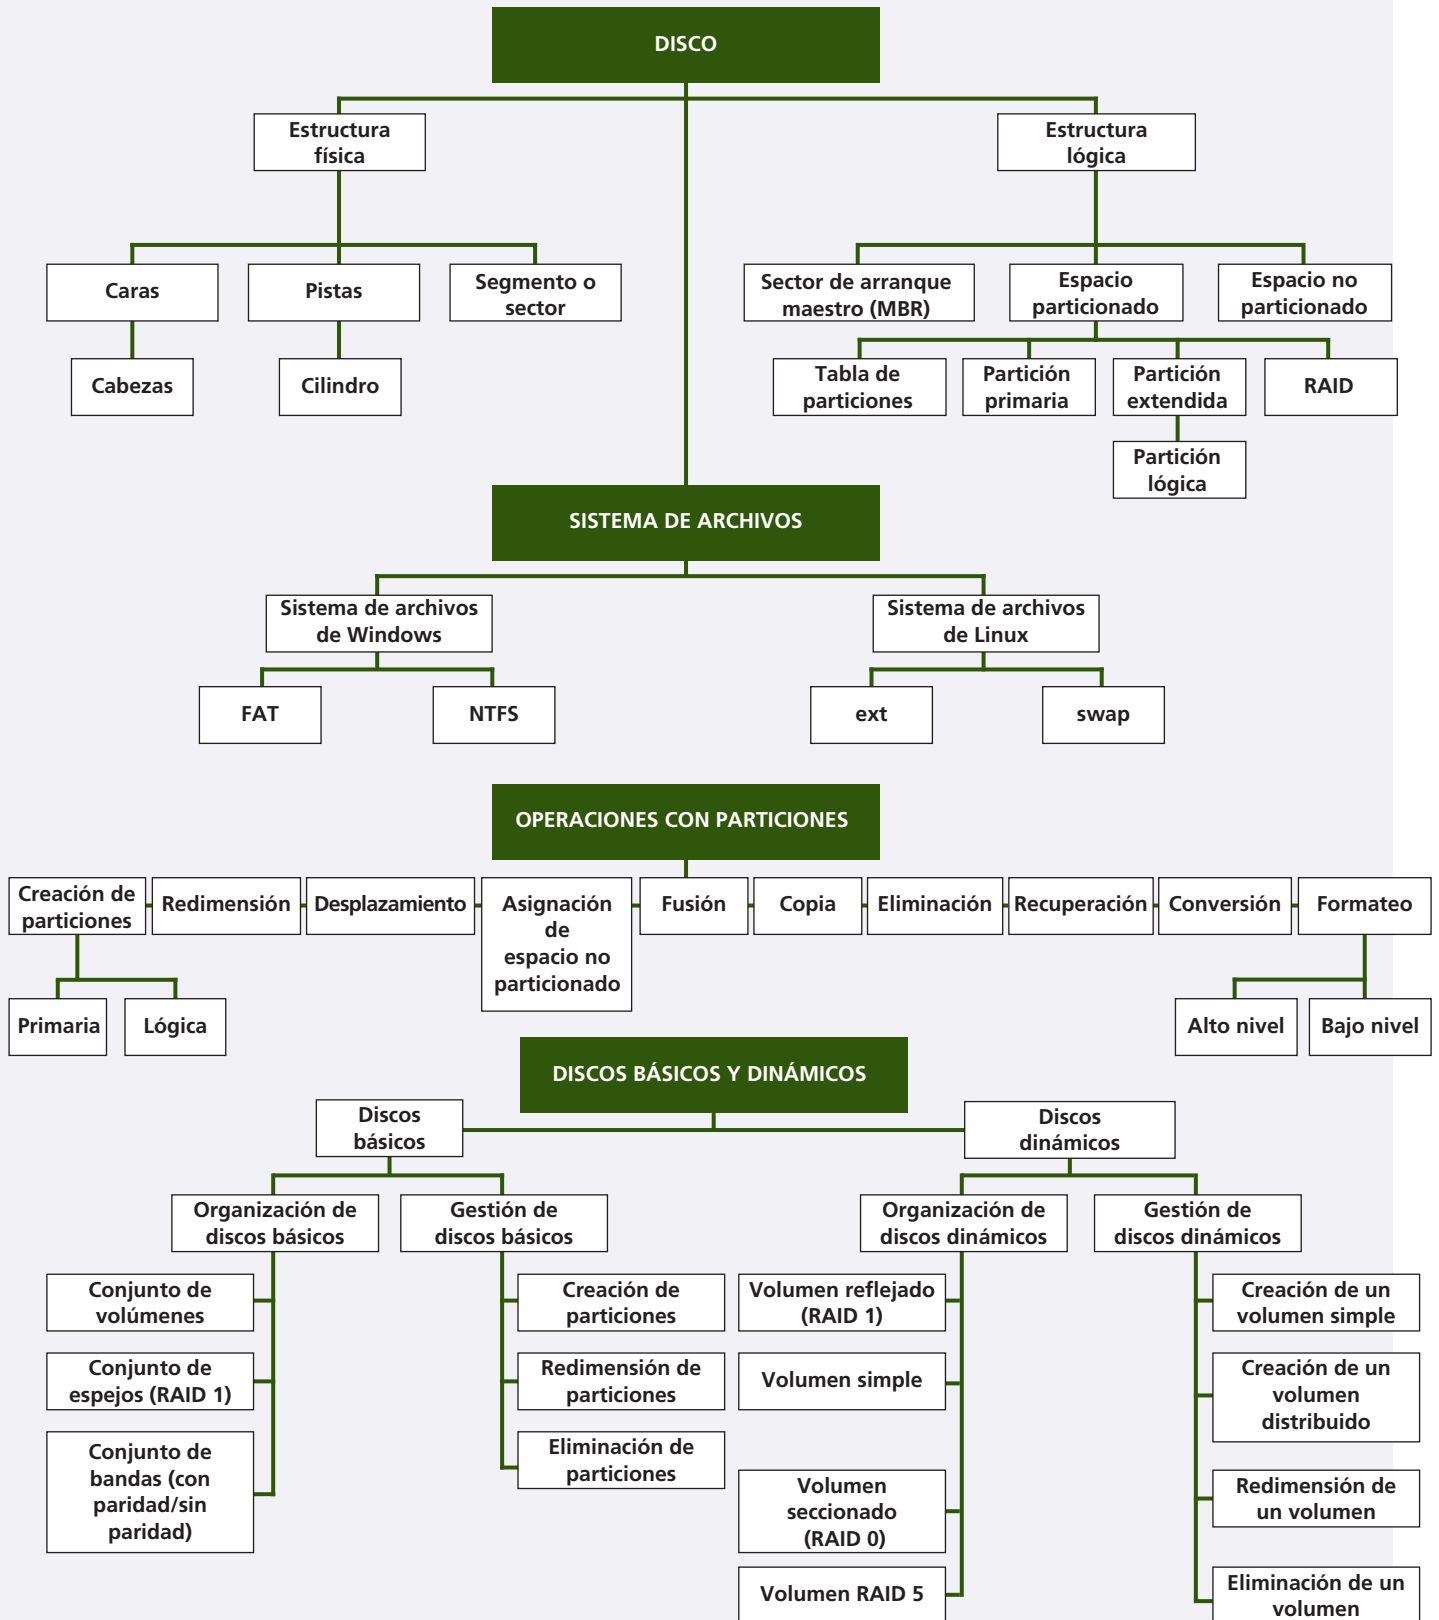 DISCO
Estructura
física
Estructura
lógica
Caras
Pistas
Segmento o
sector
Sector de arranque
maestro (MBR)
Espacio
particionado
Espacio no
particionado
Cabezas
Cilindro
Tabla de
particiones
Partición
primaria
Partición
extendida
RAID
Partición
lógica
SISTEMA DE ARCHIVOS
Sistema de archivos
de Windows
Sistema de archivos
de Linux
FAT
NTFS
ext
swap
OPERACIONES CON PARTICIONES
Creación de
particiones
Redimensión
Desplazamiento
Asignación
de
espacio no
particionado
Fusión
Copia
Eliminación
Recuperación
Conversión
Formateo
Primaria
Lógica
Alto nivel
Bajo nivel
DISCOS BÁSICOS Y DINÁMICOS
Discos
básicos
Discos
dinámicos
Organización de
discos básicos
Gestión de
discos básicos
Organización de
discos dinámicos
Gestión de
discos dinámicos
Conjunto de
volúmenes
Creación de
particiones
Volumen reflejado
(RAID 1)
Creación de un
volumen simple
Conjunto de
espejos (RAID 1)
Redimensión de
particiones
Volumen simple
Creación de un
volumen
distribuido
Conjunto de
bandas (con
paridad/sin
paridad)
Eliminación de
particiones
Volumen
seccionado
(RAID 0)
Redimensión de
un volumen
Volumen RAID 5
Eliminación de un
volumen